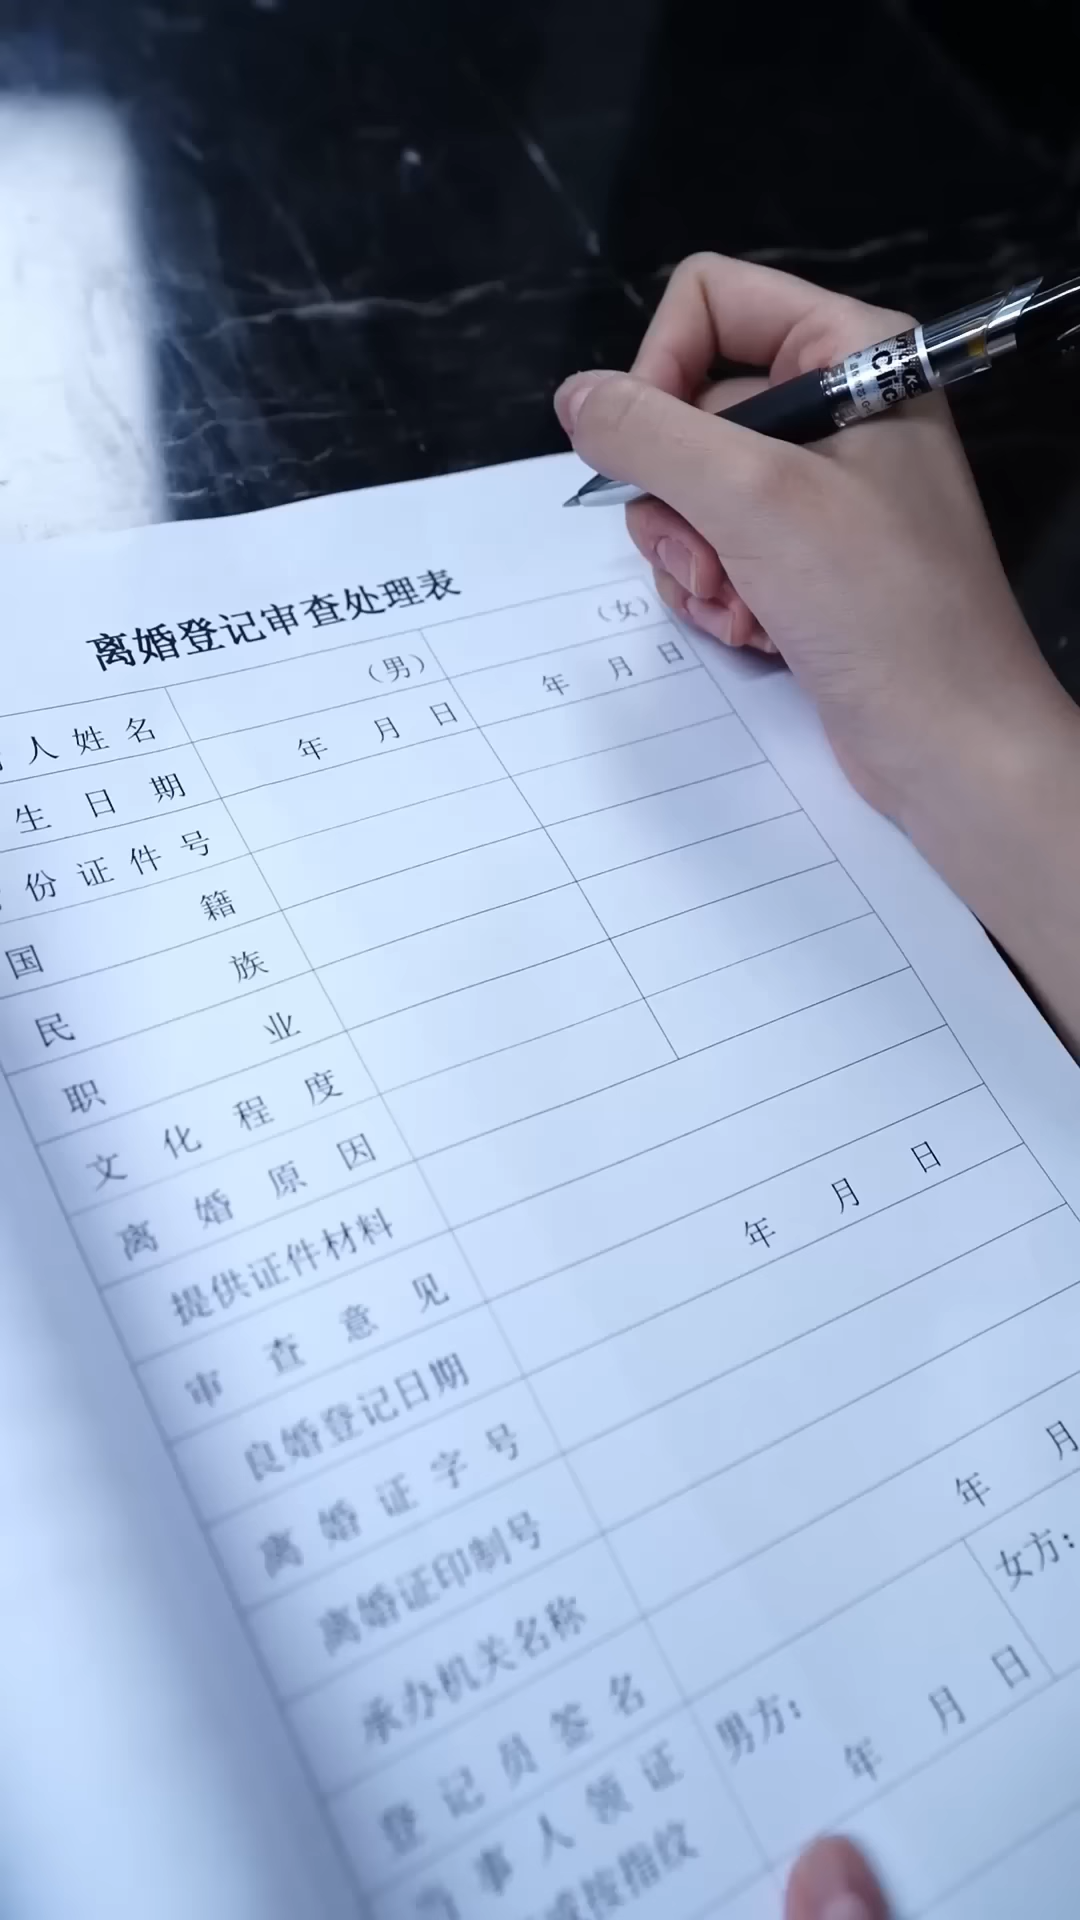 离婚登记审查处理表
人姓名 (男) (女)
生日期 年 月 日 年 月 日
份证件号
国籍
民族
职业
文化程度
离婚原因
提供证件材料
审查意见 年 月 日
良婚登记日期
离婚证字号
离婚证印制号
承办机关名称
登记员签名 年 月
当事人领证 男方: 女方:
或按指纹 年 月 日
clic